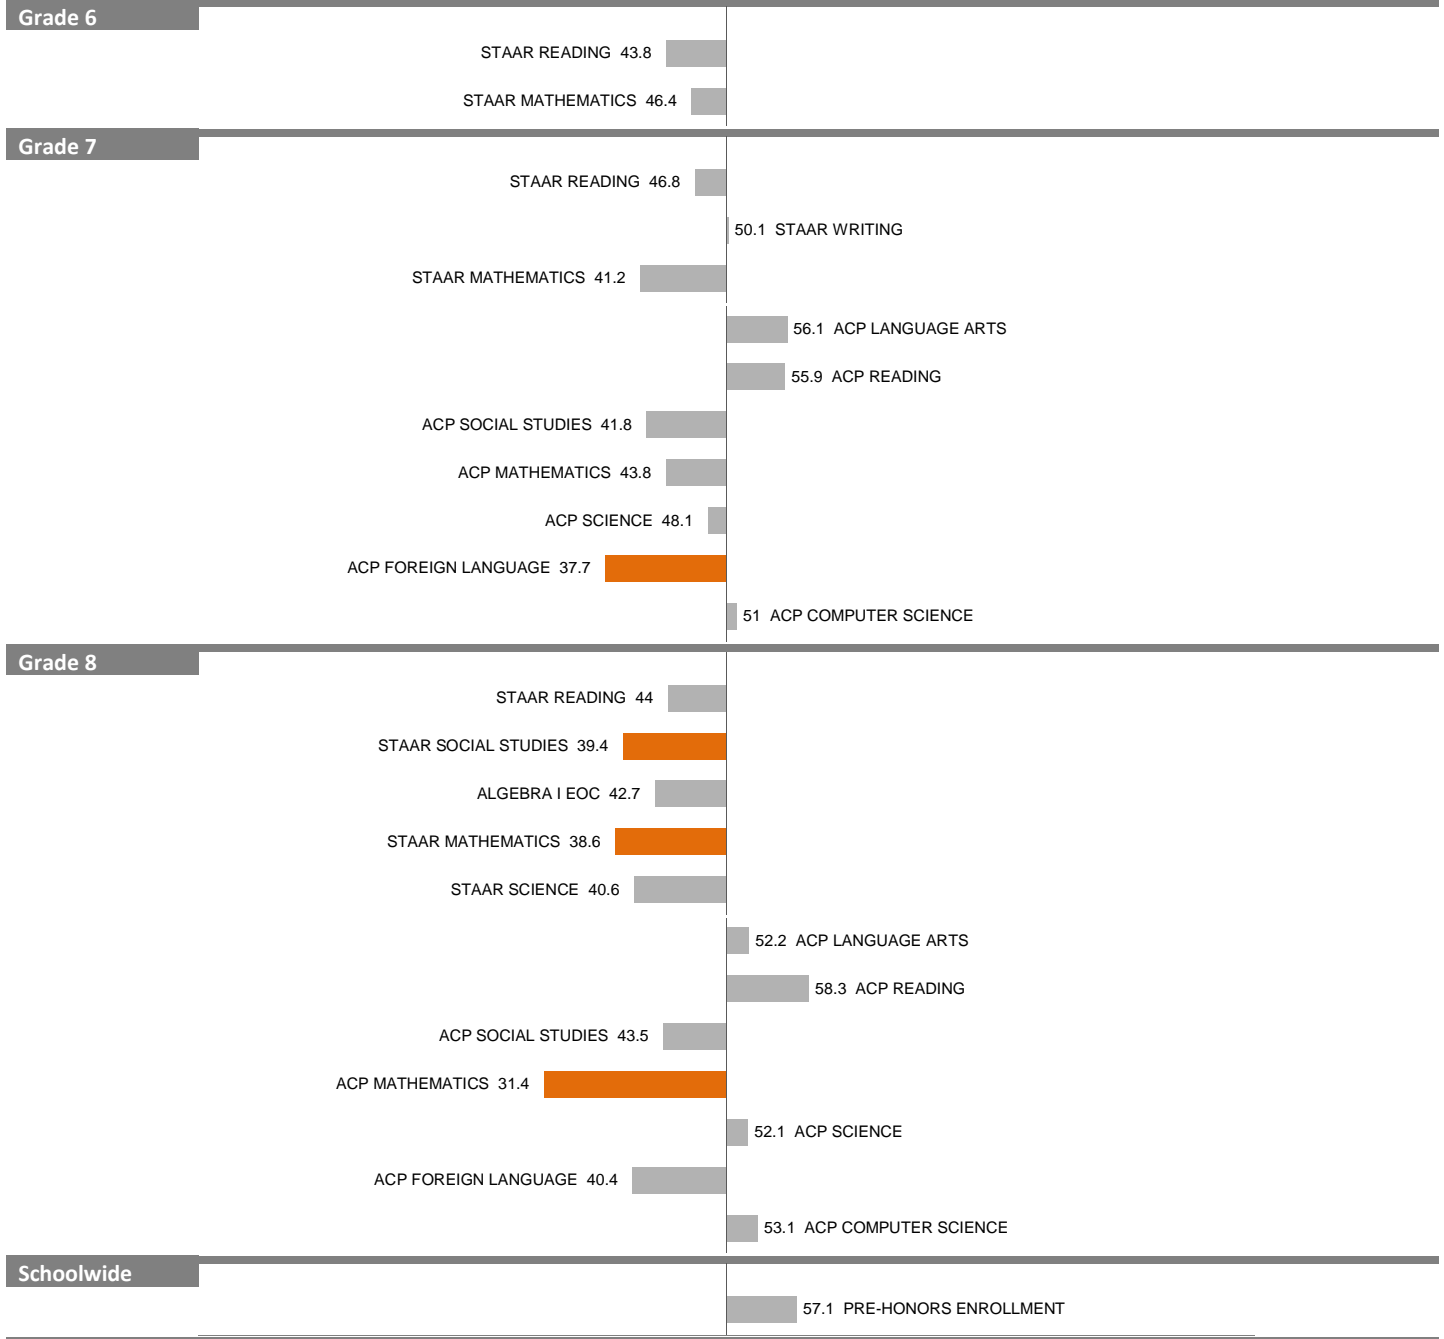 Grade 6
STAAR READING 43.8
STAAR MATHEMATICS 46.4
Grade 7
STAAR READING 46.8
50.1 STAAR WRITING
STAAR MATHEMATICS 41.2
56.1 ACP LANGUAGE ARTS
55.9 ACP READING
ACP SOCIAL STUDIES 41.8
ACP MATHEMATICS 43.8
ACP SCIENCE 48.1
ACP FOREIGN LANGUAGE 37.7
51 ACP COMPUTER SCIENCE
Grade 8
STAAR READING 44
STAAR SOCIAL STUDIES 39.4
ALGEBRA I EOC 42.7
STAAR MATHEMATICS 38.6
STAAR SCIENCE 40.6
52.2 ACP LANGUAGE ARTS
58.3 ACP READING
ACP SOCIAL STUDIES 43.5
ACP MATHEMATICS 31.4
52.1 ACP SCIENCE
ACP FOREIGN LANGUAGE 40.4
53.1 ACP COMPUTER SCIENCE
Schoolwide
57.1 PRE-HONORS ENROLLMENT